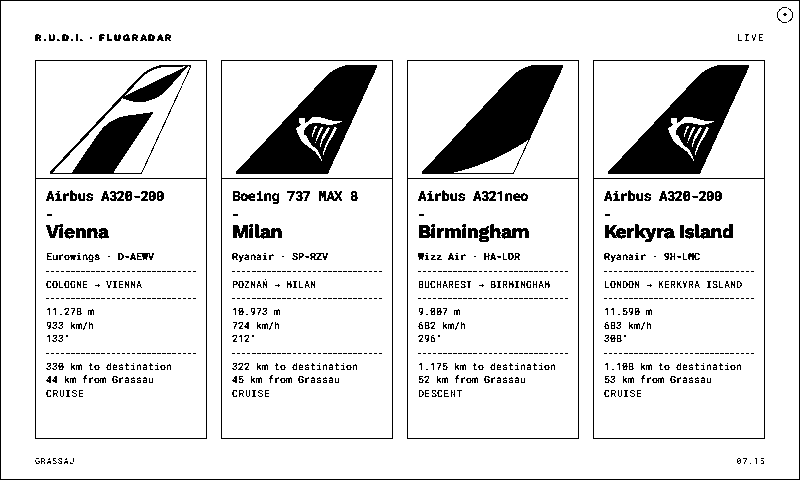 R.U.D.I. · FLUGRADAR
LIVE
Airbus A320-200
–
Vienna
Eurowings · D-AEWV
COLOGNE → VIENNA
11.278 m
933 km/h
133°
330 km to destination
44 km from Grassau
CRUISE
Boeing 737 MAX 8
–
Milan
Ryanair · SP-RZV
POZNAŃ → MILAN
10.973 m
724 km/h
212°
322 km to destination
45 km from Grassau
CRUISE
Airbus A321neo
–
Birmingham
Wizz Air · HA-LDR
BUCHAREST → BIRMINGHAM
9.807 m
682 km/h
296°
1.175 km to destination
52 km from Grassau
DESCENT
Airbus A320-200
–
Kerkyra Island
Ryanair · 9H-LMC
LONDON → KERKYRA ISLAND
11.590 m
683 km/h
308°
1.108 km to destination
53 km from Grassau
CRUISE
GRASSAU
07.15